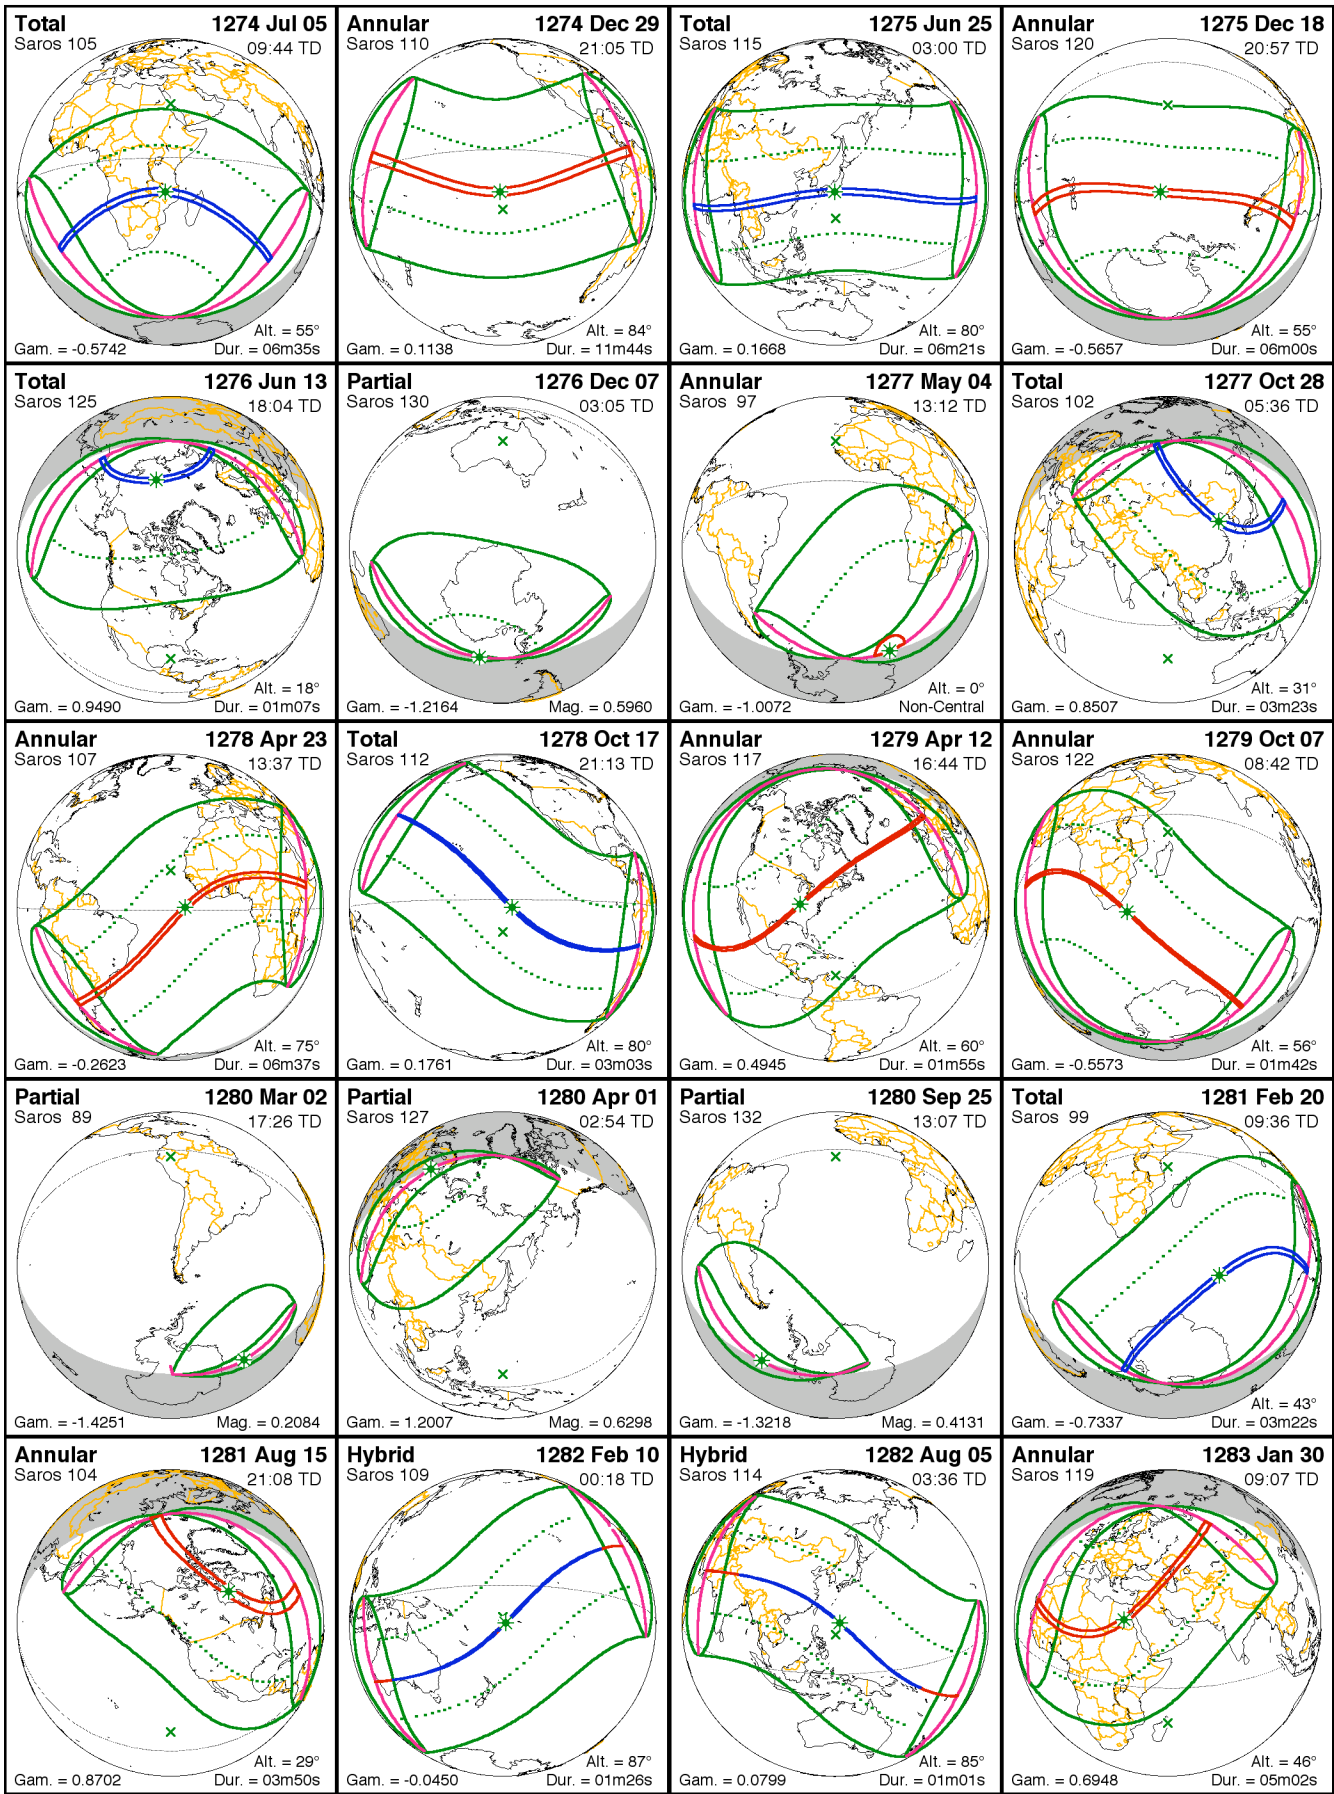 Total 1274 Jul 05
Saros 105 09:44 TD
Alt. = 55°
Gam. = -0.5742 Dur. = 06m35s
Annular 1274 Dec 29
Saros 110 21:05 TD
Alt. = 84°
Gam. = 0.1138 Dur. = 11m44s
Total 1275 Jun 25
Saros 115 03:00 TD
Alt. = 80°
Gam. = 0.1668 Dur. = 06m21s
Annular 1275 Dec 18
Saros 120 20:57 TD
Alt. = 55°
Gam. = -0.5657 Dur. = 06m00s
Total 1276 Jun 13
Saros 125 18:04 TD
Alt. = 18°
Gam. = 0.9490 Dur. = 01m07s
Partial 1276 Dec 07
Saros 130 03:05 TD
Gam. = -1.2164 Mag. = 0.5960
Annular 1277 May 04
Saros 97 13:12 TD
Alt. = 0°
Gam. = -1.0072 Non-Central
Total 1277 Oct 28
Saros 102 05:36 TD
Alt. = 31°
Gam. = 0.8507 Dur. = 03m23s
Annular 1278 Apr 23
Saros 107 13:37 TD
Alt. = 75°
Gam. = -0.2623 Dur. = 06m37s
Total 1278 Oct 17
Saros 112 21:13 TD
Alt. = 80°
Gam. = 0.1761 Dur. = 03m03s
Annular 1279 Apr 12
Saros 117 16:44 TD
Alt. = 60°
Gam. = 0.4945 Dur. = 01m55s
Annular 1279 Oct 07
Saros 122 08:42 TD
Alt. = 56°
Gam. = -0.5573 Dur. = 01m42s
Partial 1280 Mar 02
Saros 89 17:26 TD
Gam. = -1.4251 Mag. = 0.2084
Partial 1280 Apr 01
Saros 127 02:54 TD
Gam. = 1.2007 Mag. = 0.6298
Partial 1280 Sep 25
Saros 132 13:07 TD
Gam. = -1.3218 Mag. = 0.4131
Total 1281 Feb 20
Saros 99 09:36 TD
Alt. = 43°
Gam. = -0.7337 Dur. = 03m22s
Annular 1281 Aug 15
Saros 104 21:08 TD
Alt. = 29°
Gam. = 0.8702 Dur. = 03m50s
Hybrid 1282 Feb 10
Saros 109 00:18 TD
Alt. = 87°
Gam. = -0.0450 Dur. = 01m26s
Hybrid 1282 Aug 05
Saros 114 03:36 TD
Alt. = 85°
Gam. = 0.0799 Dur. = 01m01s
Annular 1283 Jan 30
Saros 119 09:07 TD
Alt. = 46°
Gam. = 0.6948 Dur. = 05m02s